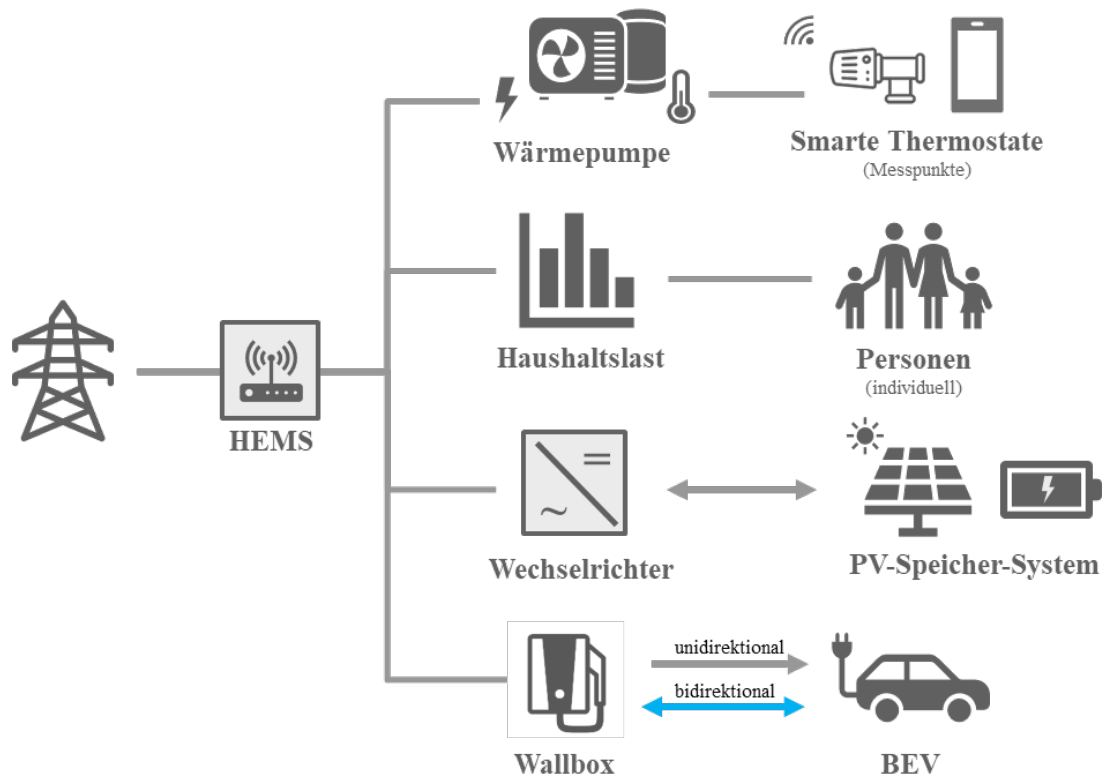 Wärmepumpe
Smarte Thermostate
(Messpunkte)
Haushaltslast
Personen
(individuell)
HEMS
Wechselrichter
PV-Speicher-System
unidirektional
bidirektional
Wallbox
BEV